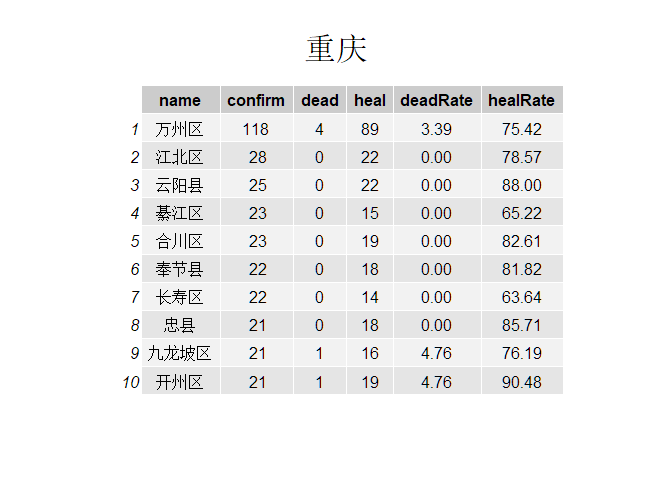 重庆
name confirm dead heal deadRate healRate
1 万州区 118 4 89 3.39 75.42
2 江北区 28 0 22 0.00 78.57
3 云阳县 25 0 22 0.00 88.00
4 綦江区 23 0 15 0.00 65.22
5 合川区 23 0 19 0.00 82.61
6 奉节县 22 0 18 0.00 81.82
7 长寿区 22 0 14 0.00 63.64
8 忠县 21 0 18 0.00 85.71
9 九龙坡区 21 1 16 4.76 76.19
10 开州区 21 1 19 4.76 90.48